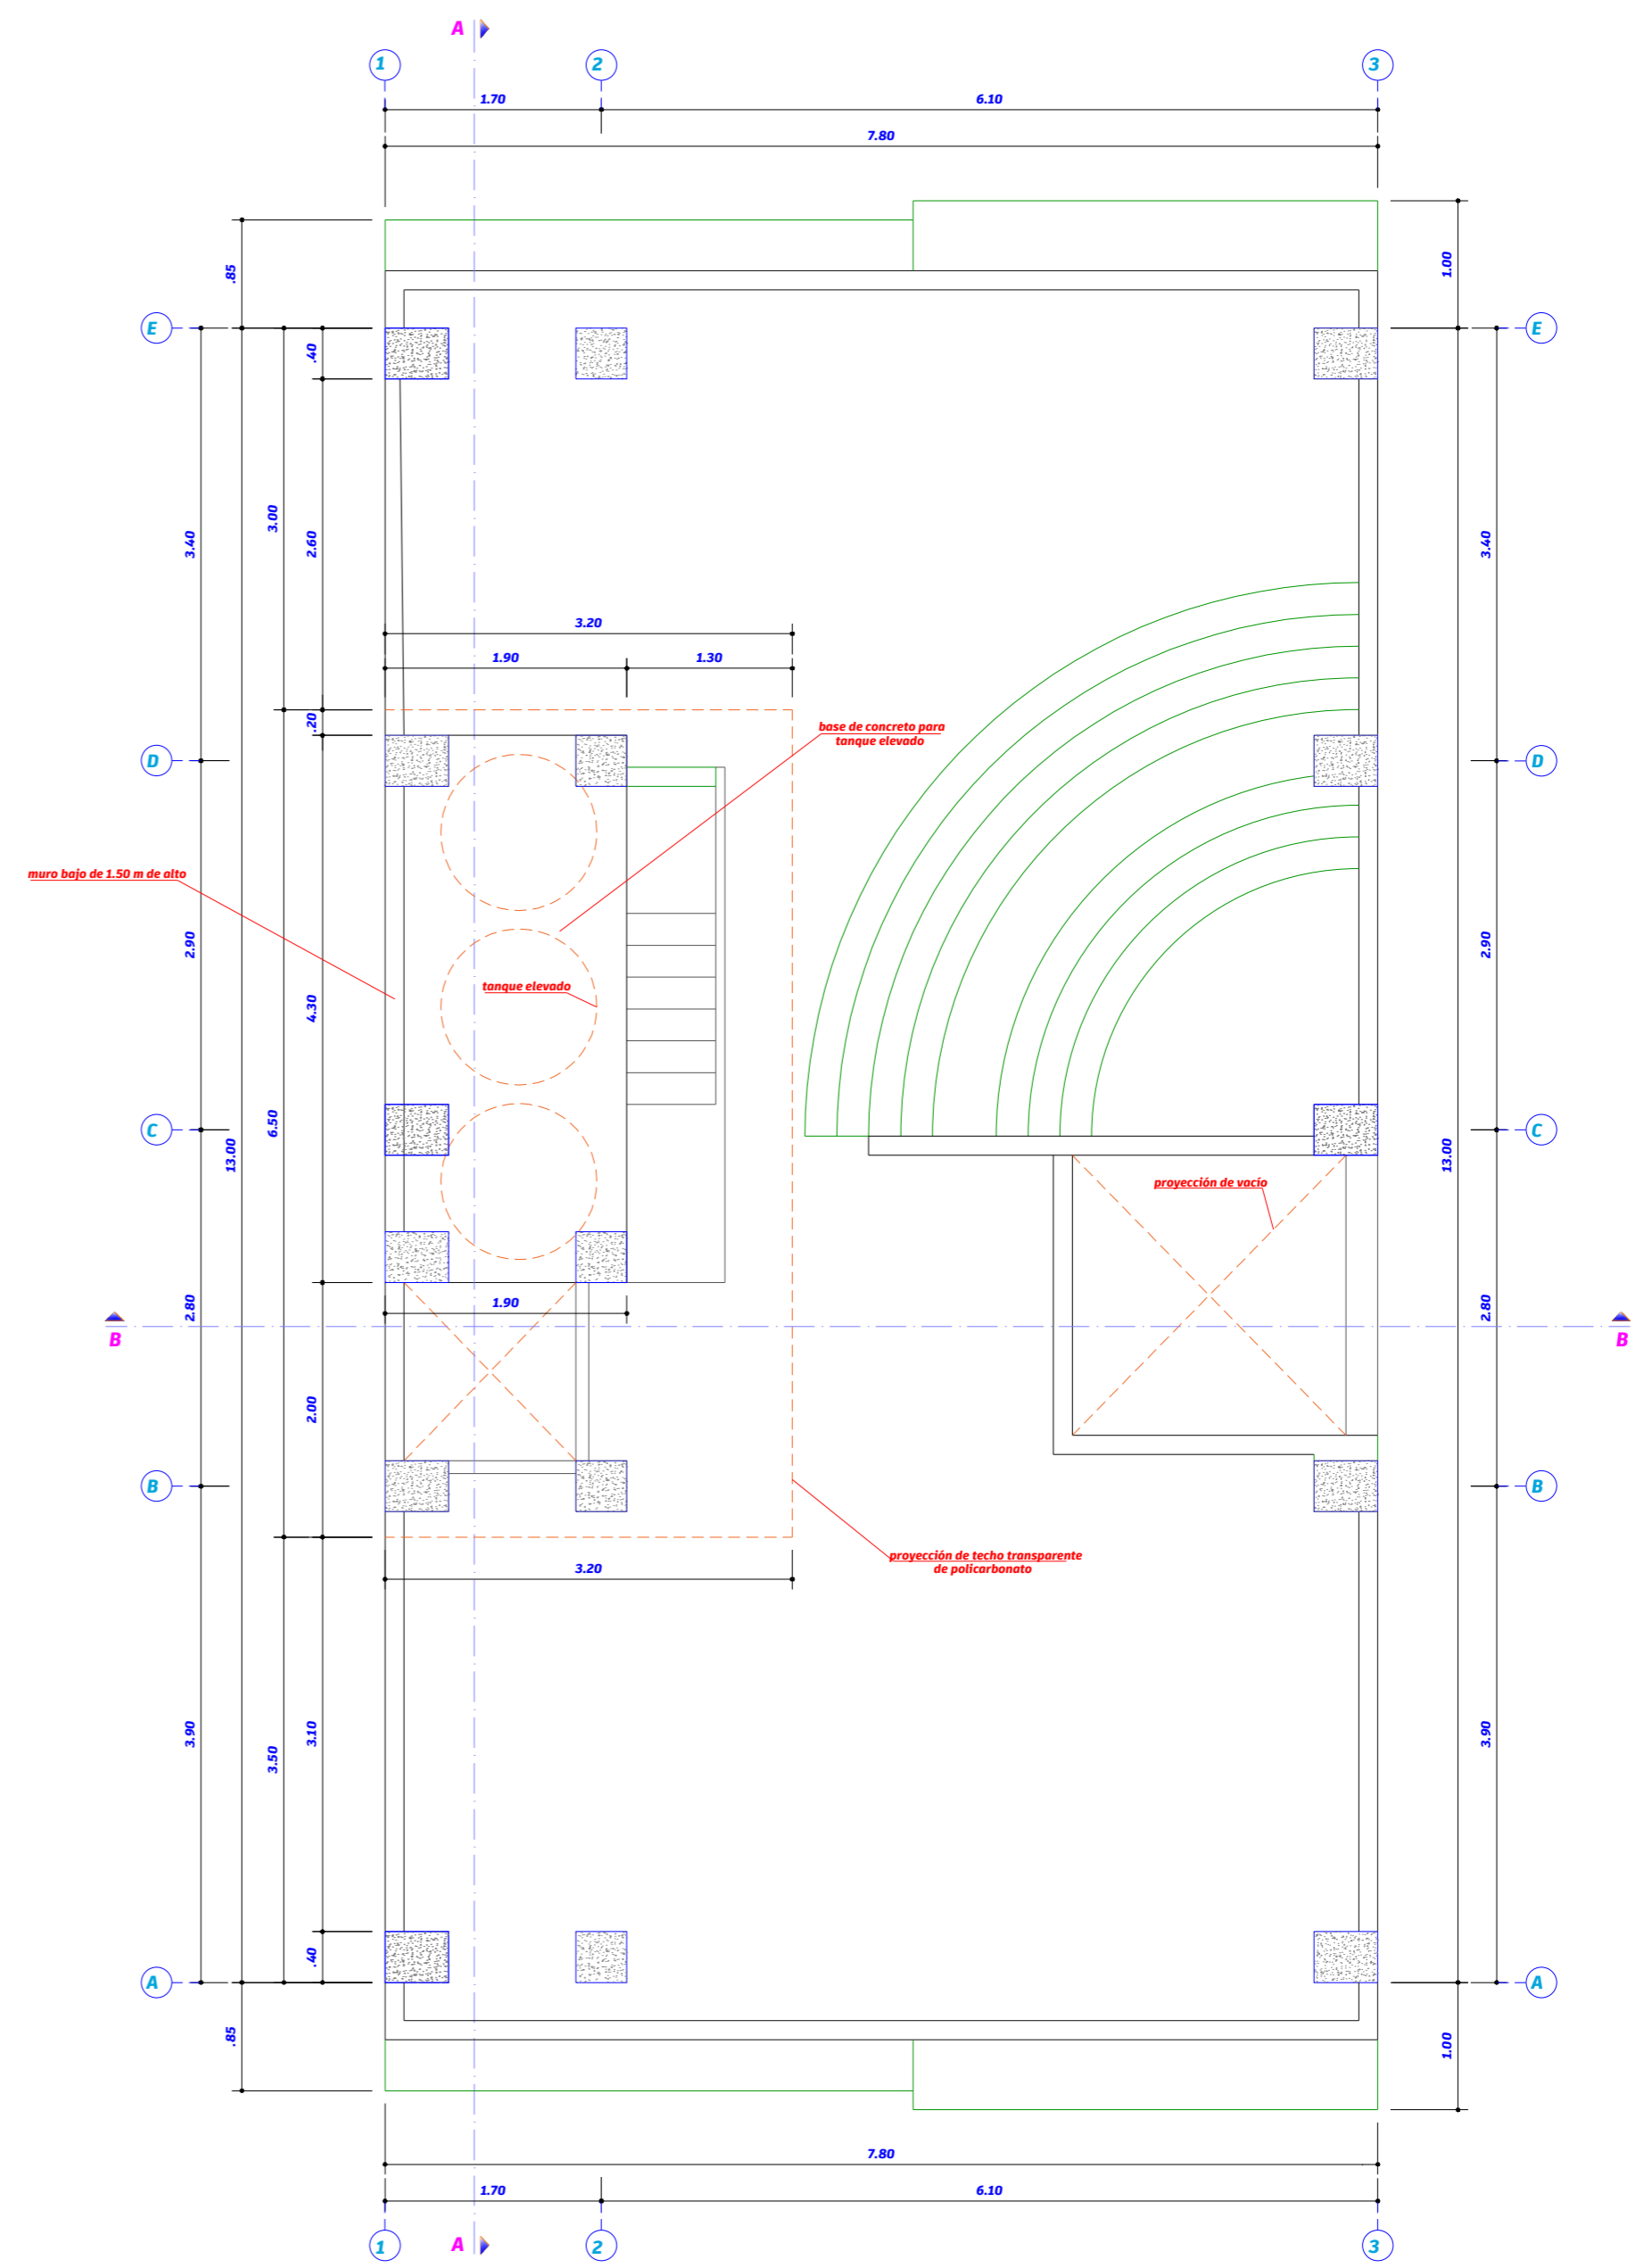 A
1
2
3
1.70
6.10
7.80
.85
1.00
E
E
.40
3.00
3.40
2.60
3.40
3.20
1.90
1.30
.20
base de concreto para
tanque elevado
D
D
muro bajo de 1.50 m de alto
2.90
2.90
tanque elevado
4.30
C
C
6.50
13.00
13.00
proyección de vacío
2.80
1.90
2.80
B
B
2.00
B
B
proyección de techo transparente
de policarbonato
3.20
3.90
3.10
3.90
3.50
.40
A
A
.85
1.00
7.80
1.70
6.10
1
A
2
3